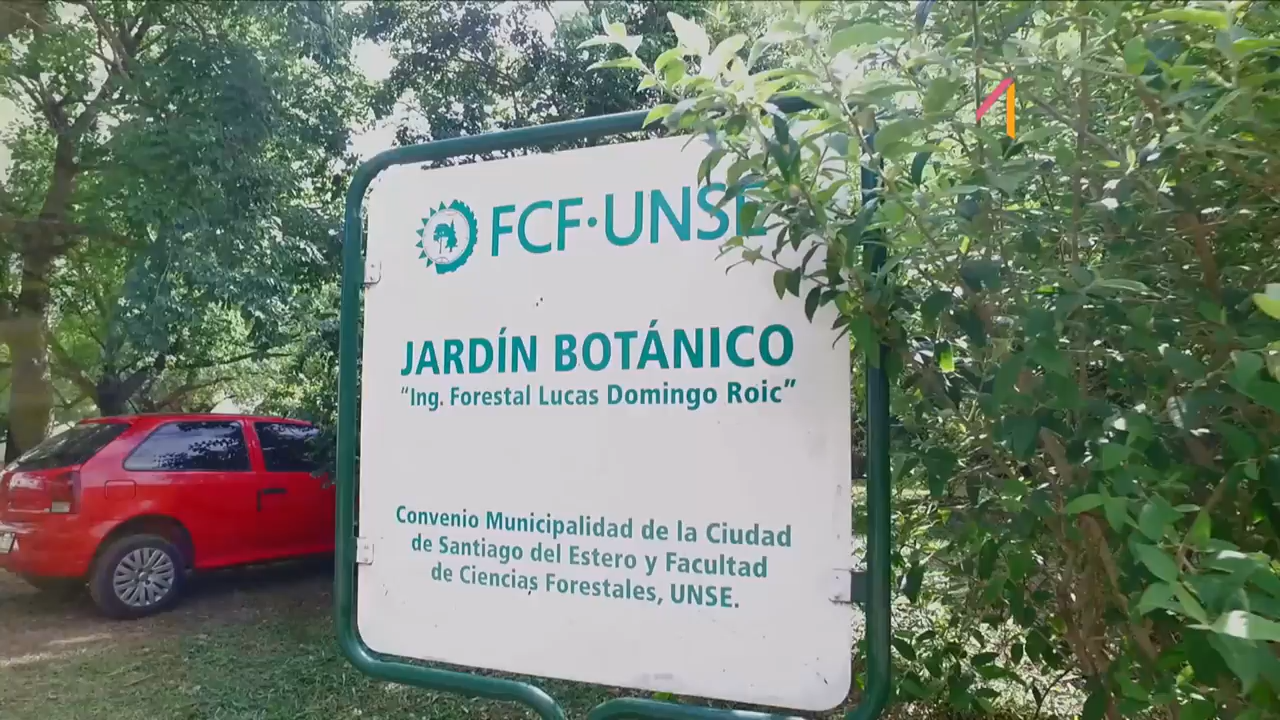 FCF·UNSE
JARDÍN BOTÁNICO
“Ing. Forestal Lucas Domingo Roic”
Convenio Municipalidad de la Ciudad
de Santiago del Estero y Facultad
de Ciencias Forestales, UNSE.